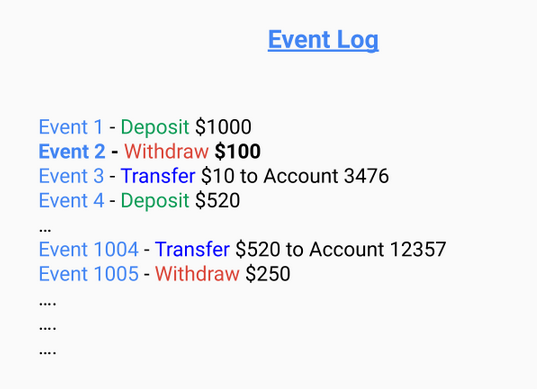 Event Log
Event 1 - Deposit $1000
Event 2 - Withdraw $100
Event 3 - Transfer $10 to Account 3476
Event 4 - Deposit $520
...
Event 1004 - Transfer $520 to Account 12357
Event 1005 - Withdraw $250
....
....
....